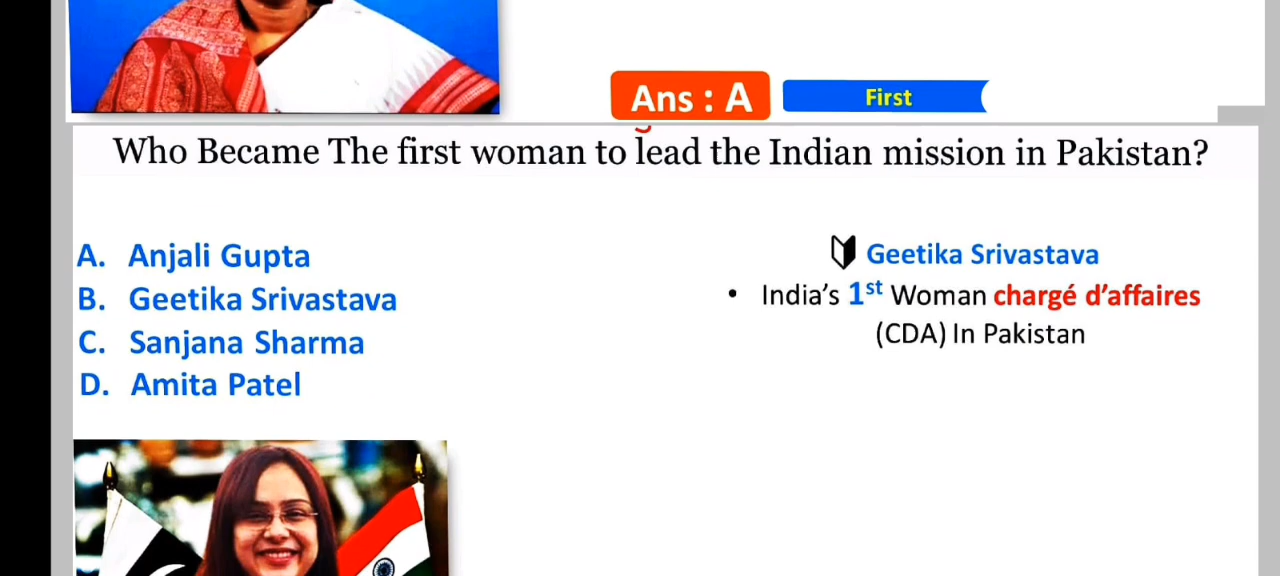 Ans : A
First
Who Became The first woman to lead the Indian mission in Pakistan?
A. Anjali Gupta
B. Geetika Srivastava
C. Sanjana Sharma
D. Amita Patel
Geetika Srivastava
• India's 1st Woman chargé d'affaires
(CDA) In Pakistan